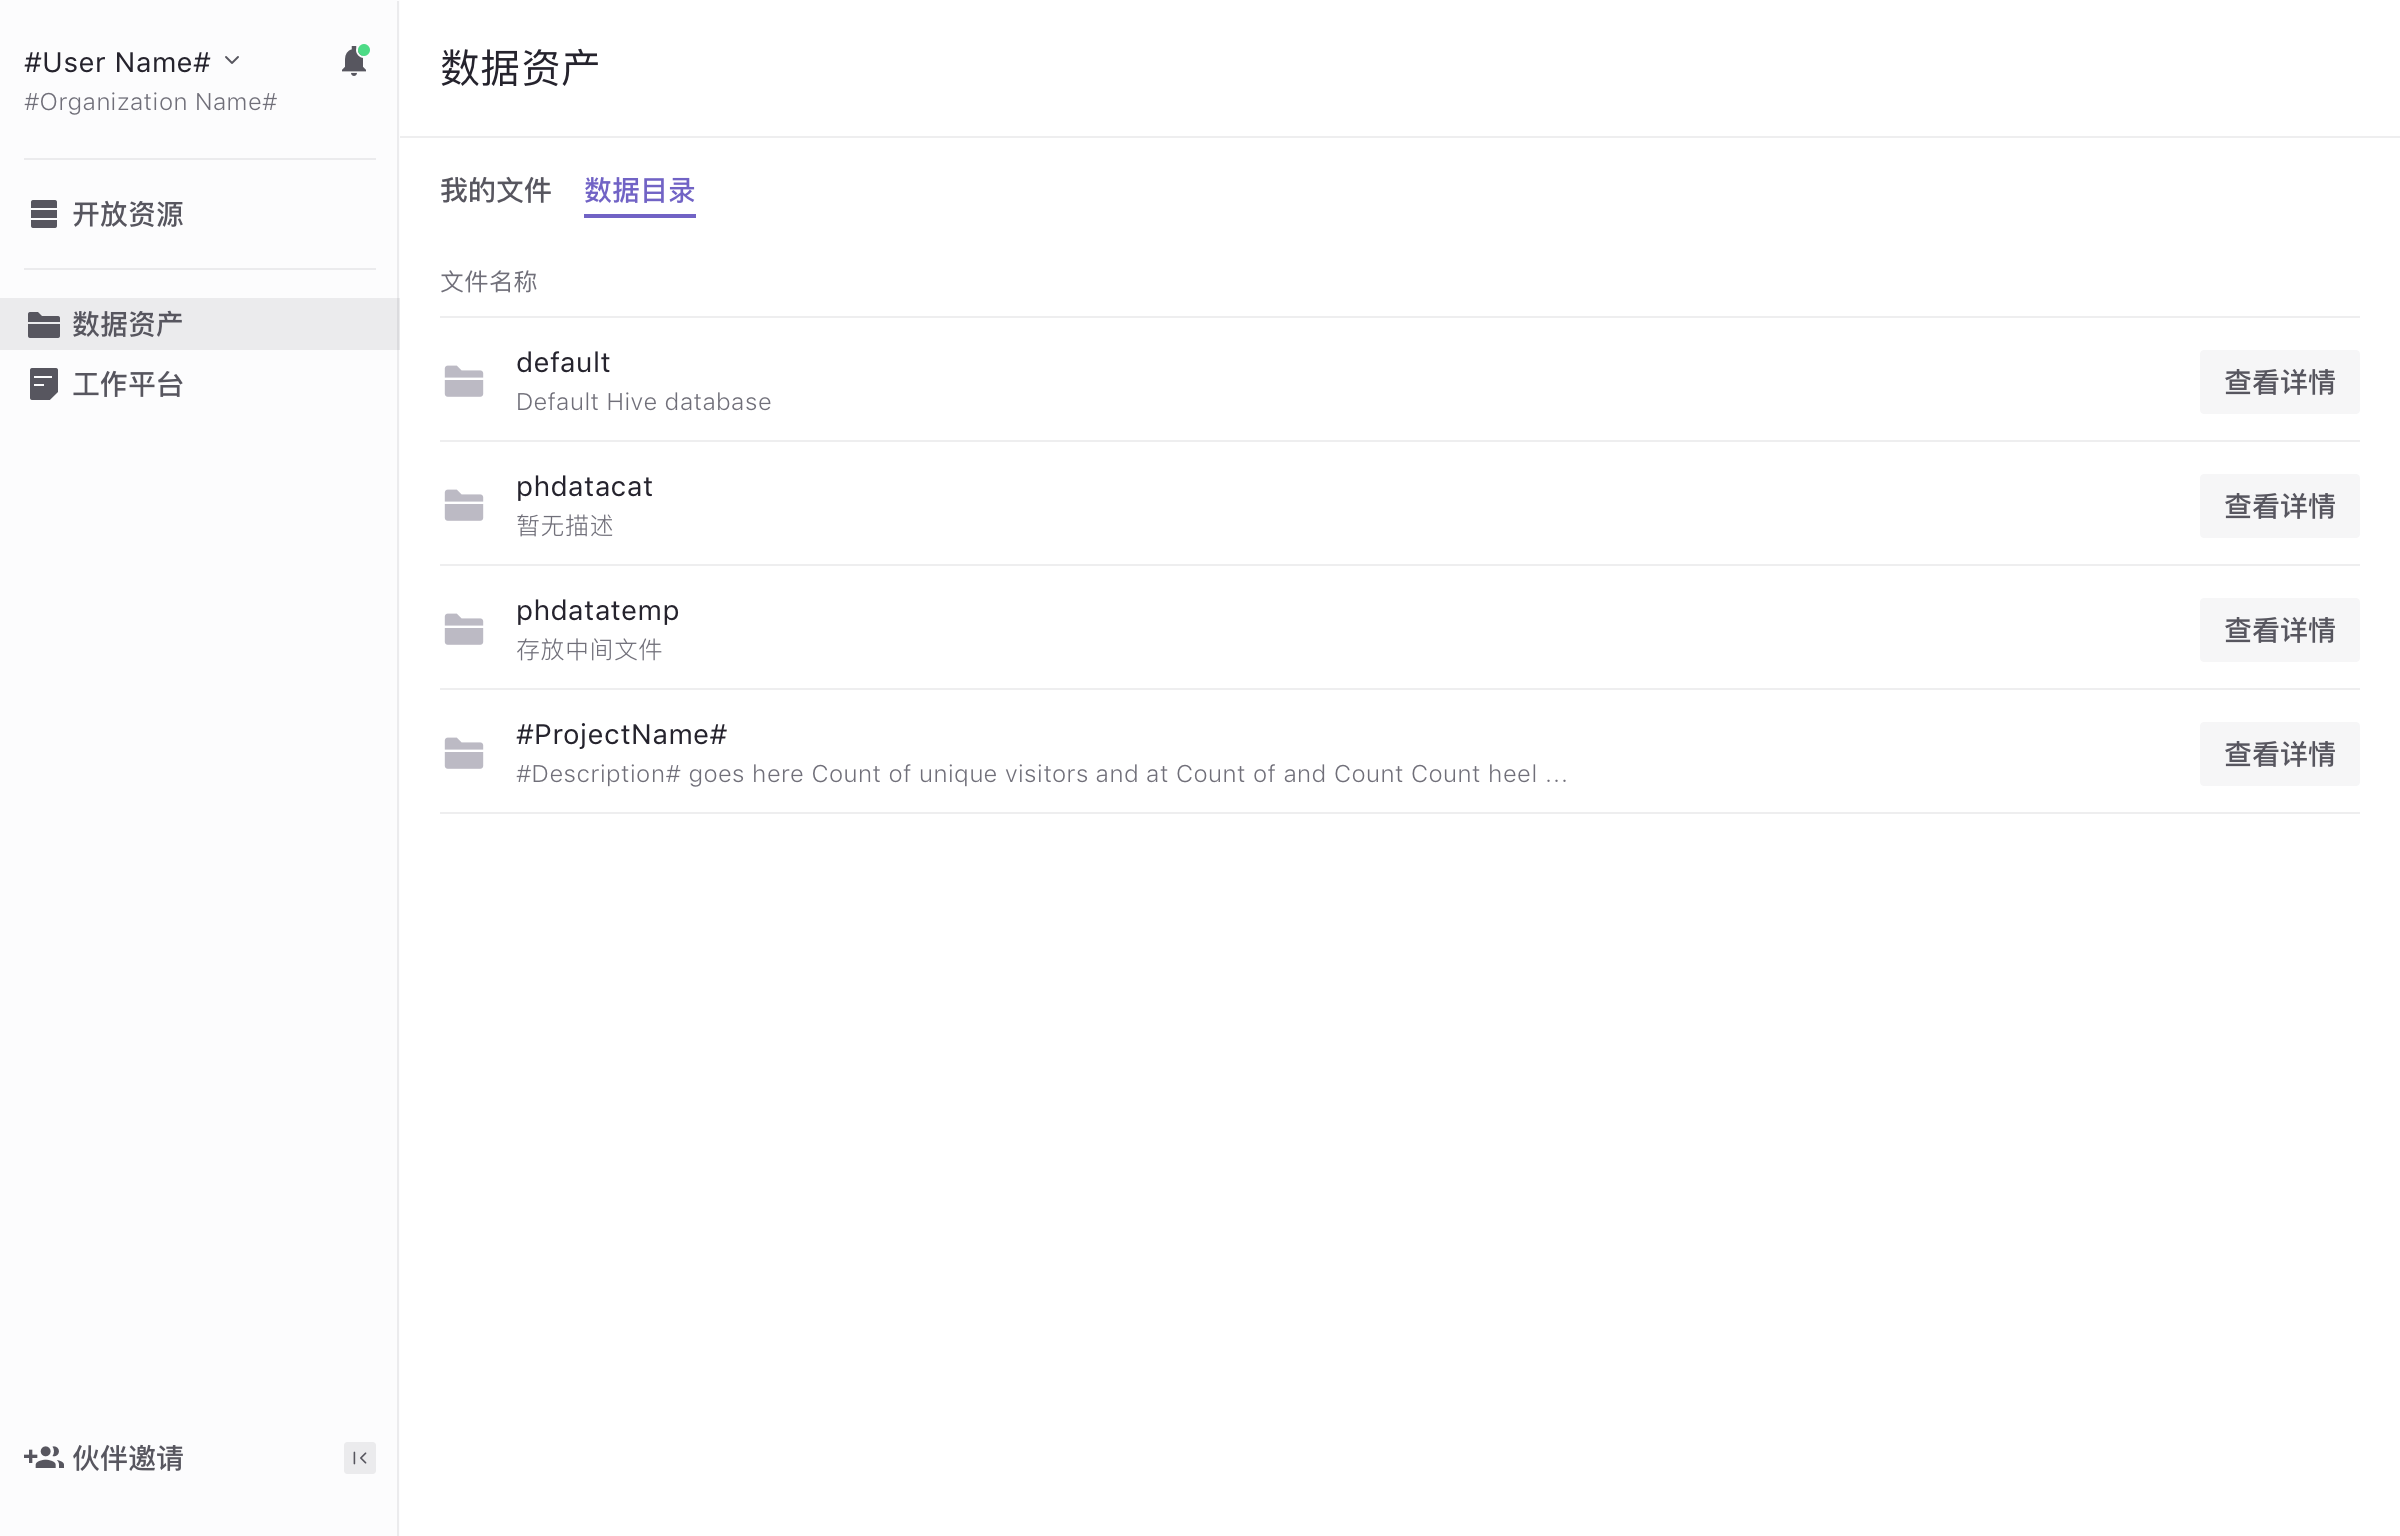 #User Name#
#Organization Name#
开放资源
数据资产
工作平台
伙伴邀请
数据资产
我的文件 数据目录
文件名称
default
Default Hive database
查看详情
phdatacat
暂无描述
查看详情
phdatatemp
存放中间文件
查看详情
#ProjectName#
#Description# goes here Count of unique visitors and at Count of and Count Count heel ...
查看详情